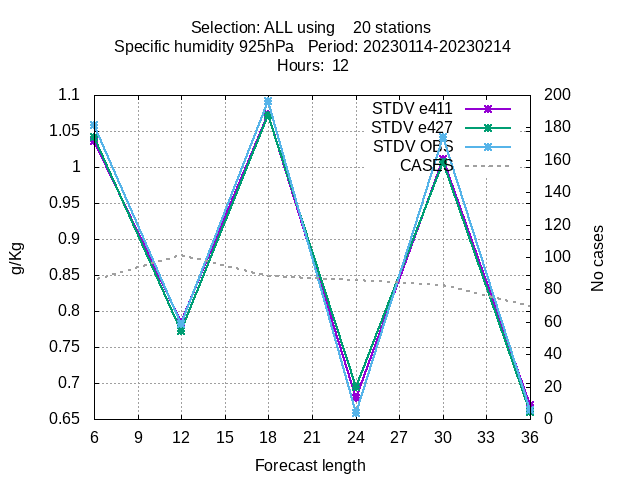 Selection: ALL using    20 stations
Specific humidity 925hPa   Period: 20230114-20230214
Hours:  12
STDV e411
STDV e427
STDV OBS
CASES
1.1
1.05
1
0.95
0.9
0.85
0.8
0.75
0.7
0.65
g/Kg
200
180
160
140
120
100
80
60
40
20
0
No cases
6 9 12 15 18 21 24 27 30 33 36
Forecast length